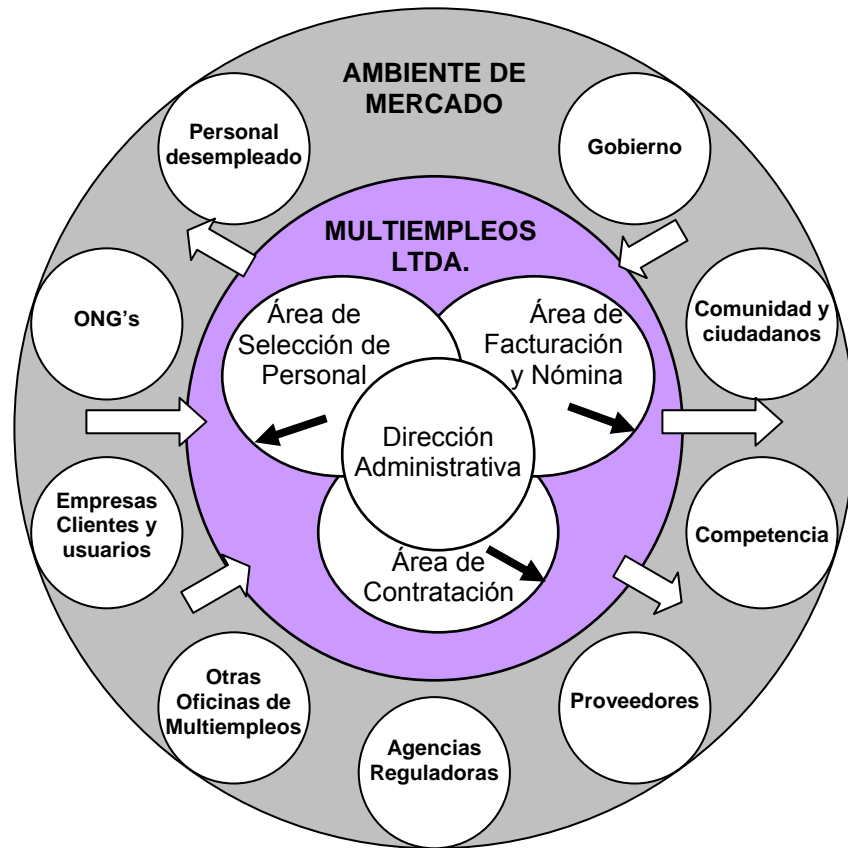 AMBIENTE DE
MERCADO
Personal
desempleado
Gobierno
MULTIEMPLEOS
LTDA.
ONG’s
Comunidad y
ciudadanos
Área de
Selección de
Personal
Área de
Facturación
y Nómina
Dirección
Administrativa
Empresas
Clientes y
usuarios
Competencia
Área de
Contratación
Otras
Oficinas de
Multiempleos
Proveedores
Agencias
Reguladoras